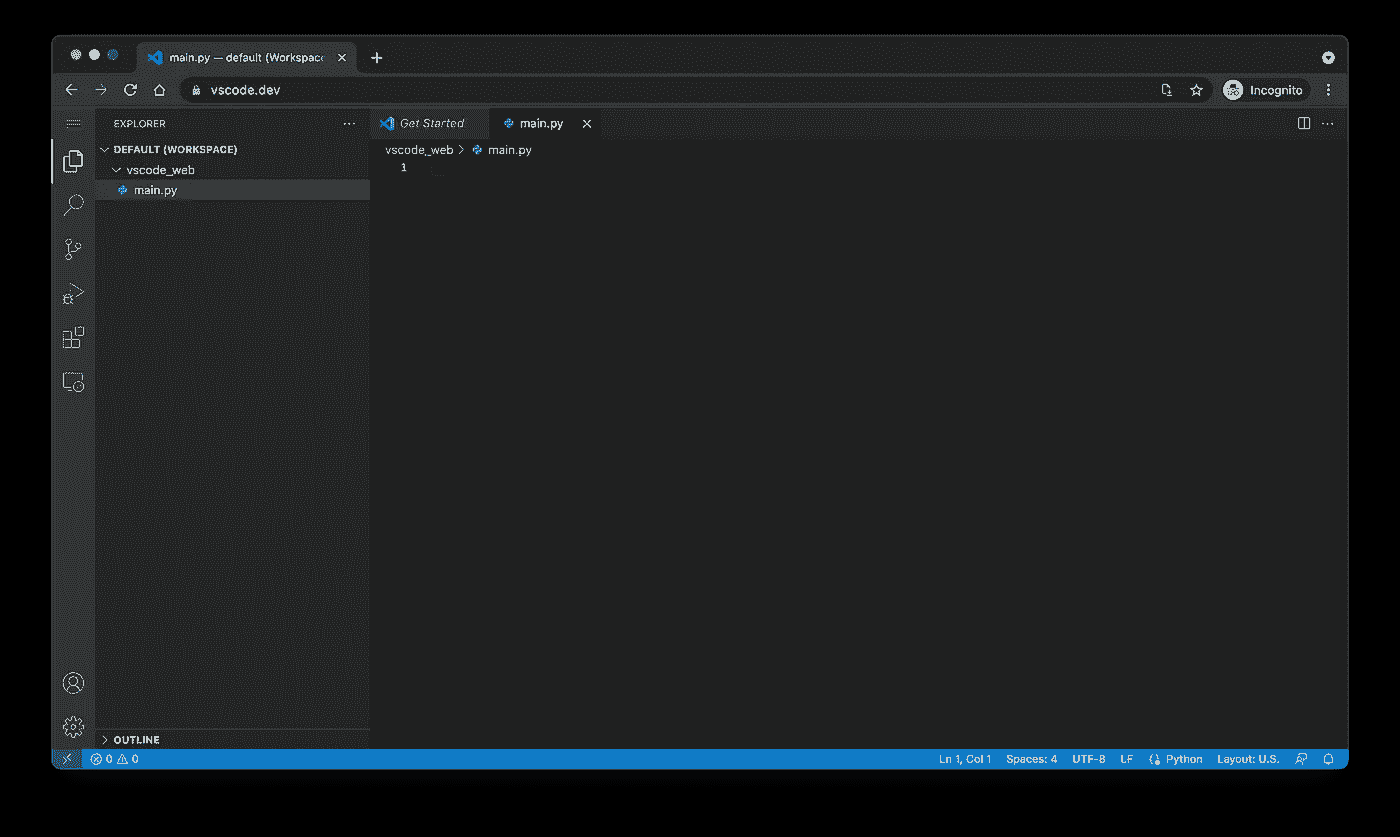 main.py — default (Workspac
vscode.dev
Incognito
EXPLORER
Get Started
main.py
DEFAULT (WORKSPACE)
vscode_web > main.py
vscode_web
1
main.py
OUTLINE
0 0
Ln 1, Col 1 Spaces: 4 UTF-8 LF Python Layout: U.S.